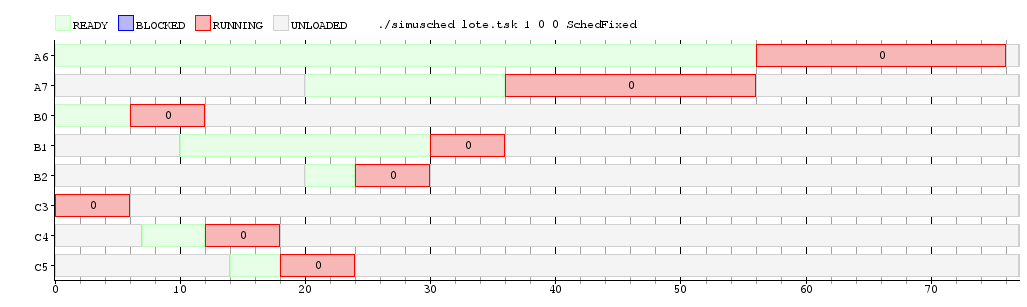 READY BLOCKED RUNNING UNLOADED ./simusched lote.tsk 1 0 0 SchedFixed
A6 0
A7 0
B0 0
B1 0
B2 0
C3 0
C4 0
C5 0
0 10 20 30 40 50 60 70